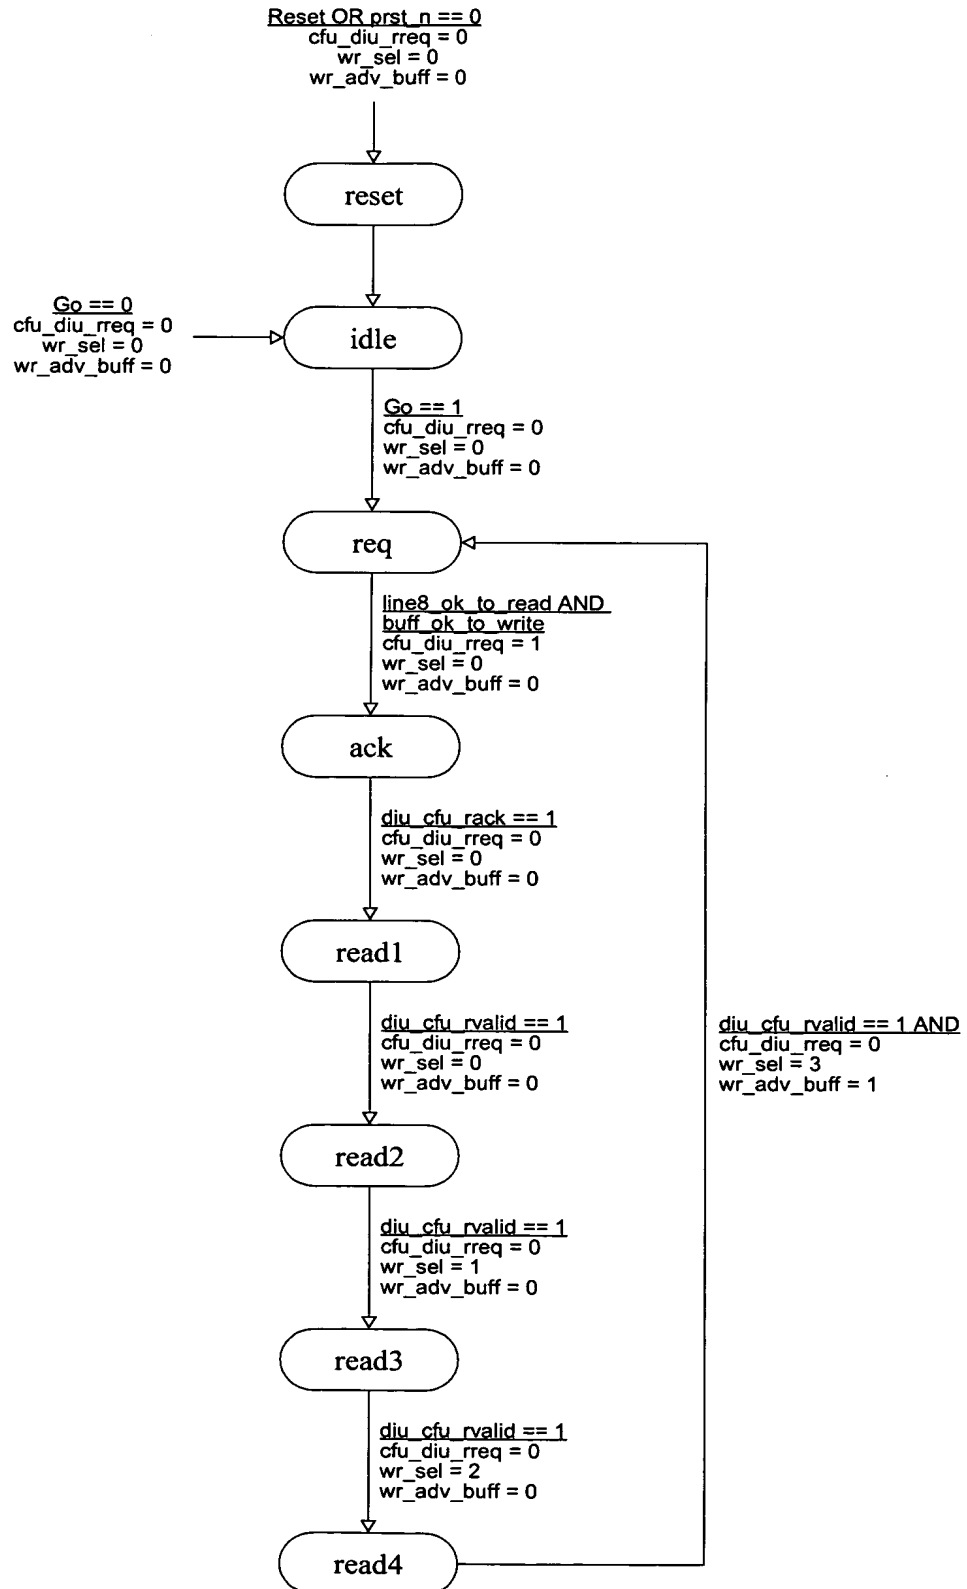 Reset OR prst_n == 0
cfu_diu_rreq = 0
wr_sel = 0
wr_adv_buff = 0
reset
Go == 0
cfu_diu_rreq = 0
wr_sel = 0
wr_adv_buff = 0
idle
Go == 1
cfu_diu_rreq = 0
wr_sel = 0
wr_adv_buff = 0
req
line8_ok_to_read AND
buff_ok_to_write
cfu_diu_rreq = 1
wr_sel = 0
wr_adv_buff = 0
ack
diu_cfu_rack == 1
cfu_diu_rreq = 0
wr_sel = 0
wr_adv_buff = 0
read1
diu_cfu_rvalid == 1
cfu_diu_rreq = 0
wr_sel = 0
wr_adv_buff = 0
diu_cfu_rvalid == 1 AND
cfu_diu_rreq = 0
wr_sel = 3
wr_adv_buff = 1
read2
diu_cfu_rvalid == 1
cfu_diu_rreq = 0
wr_sel = 1
wr_adv_buff = 0
read3
diu_cfu_rvalid == 1
cfu_diu_rreq = 0
wr_sel = 2
wr_adv_buff = 0
read4